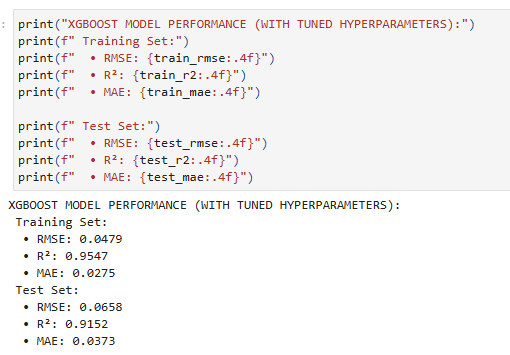 print("XGBOOST MODEL PERFORMANCE (WITH TUNED HYPERPARAMETERS):")
print(f" Training Set:")
print(f"  • RMSE: {train_rmse:.4f}")
print(f"  • R²: {train_r2:.4f}")
print(f"  • MAE: {train_mae:.4f}")
print(f" Test Set:")
print(f"  • RMSE: {test_rmse:.4f}")
print(f"  • R²: {test_r2:.4f}")
print(f"  • MAE: {test_mae:.4f}")
XGBOOST MODEL PERFORMANCE (WITH TUNED HYPERPARAMETERS):
 Training Set:
  • RMSE: 0.0479
  • R²: 0.9547
  • MAE: 0.0275
 Test Set:
  • RMSE: 0.0658
  • R²: 0.9152
  • MAE: 0.0373